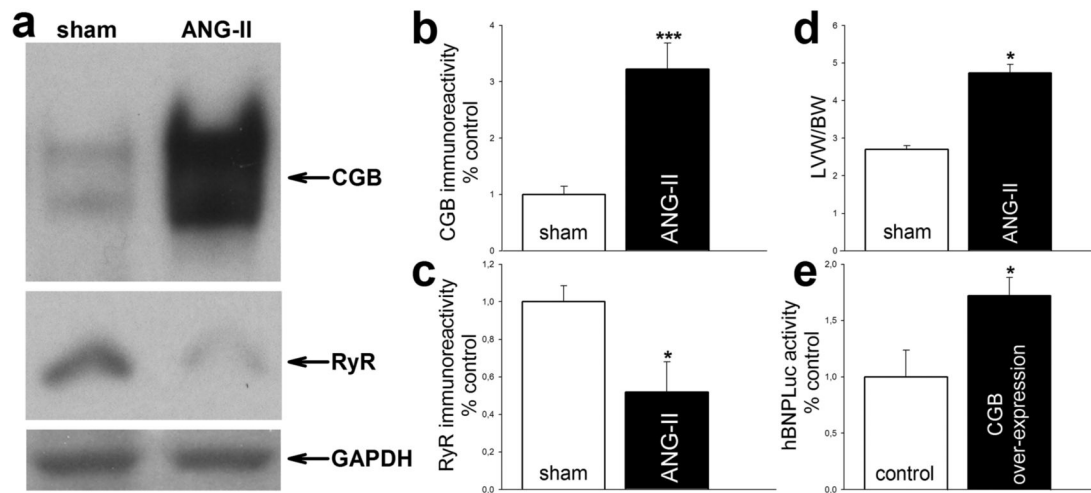 a
sham ANG-II
CGB
RyR
GAPDH
b
CGB immunoreactivity
% control
4
3
2
1
0
***
sham
ANG-II
c
RyR immunoreactivity
% control
1,2
1,0
0,8
0,6
0,4
0,2
0,0
*
sham
ANG-II
d
LVW/BW
6
5
4
3
2
1
0
*
sham
ANG-II
e
hBNPLuc activity
% control
2,0
1,5
1,0
0,5
0,0
*
control
CGB
over-expression